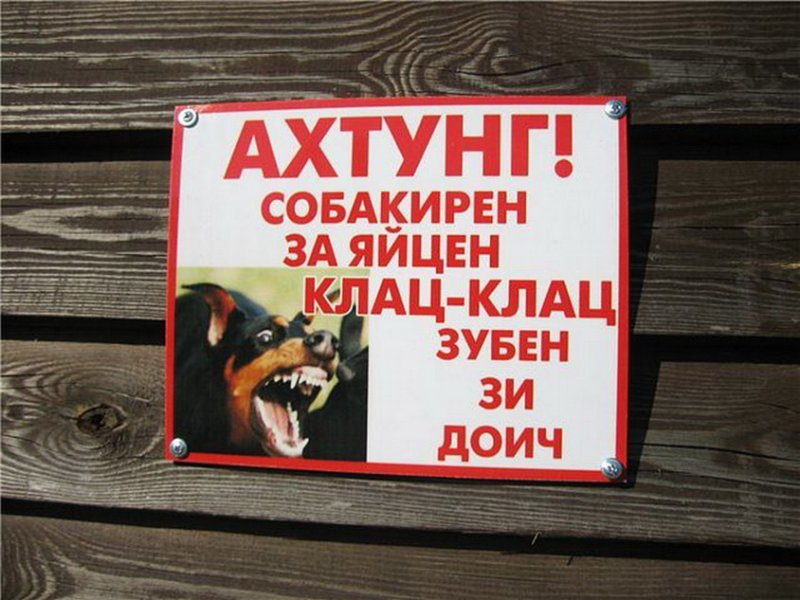 АХТУНГ!
СОБАКИРЕН
ЗА ЯЙЦЕН
КЛАЦ-КЛАЦ
ЗУБЕН
ЗИ
ДОИЧ